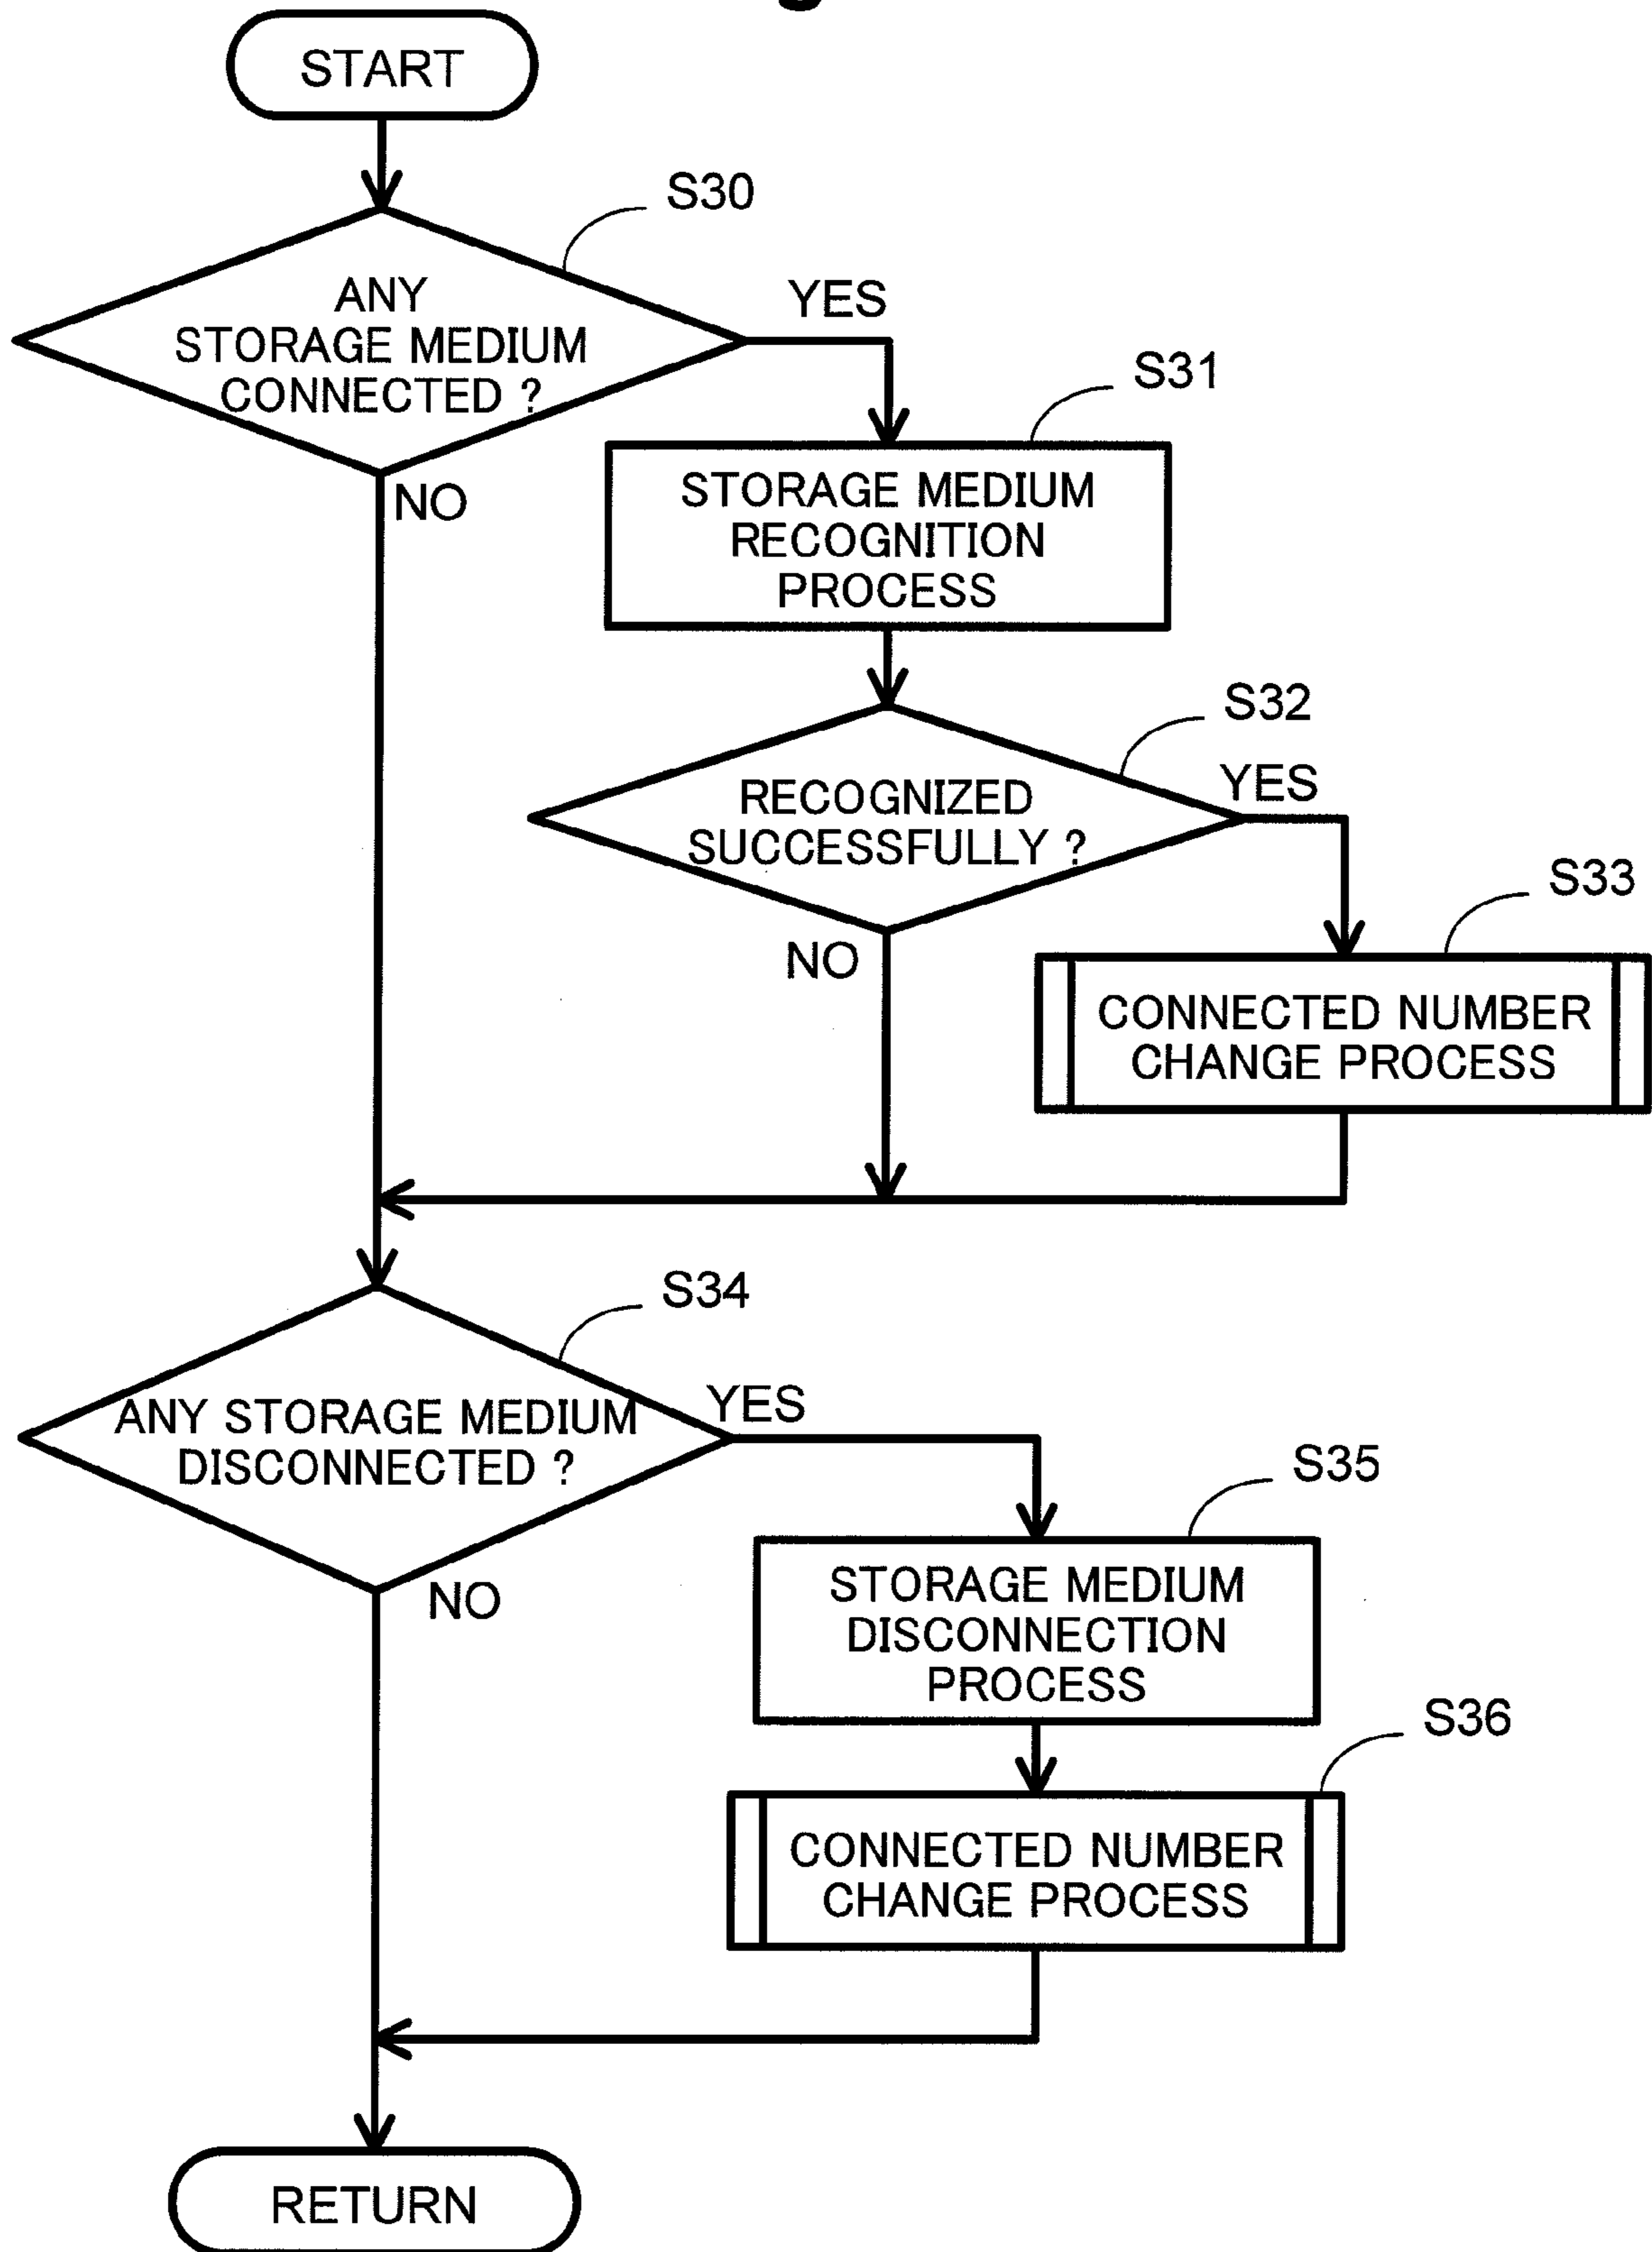 START
S30
ANY
STORAGE MEDIUM
CONNECTED ?
YES
NO
S31
STORAGE MEDIUM
RECOGNITION
PROCESS
S32
RECOGNIZED
SUCCESSFULLY ?
YES
NO
S33
CONNECTED NUMBER
CHANGE PROCESS
S34
ANY STORAGE MEDIUM
DISCONNECTED ?
YES
NO
S35
STORAGE MEDIUM
DISCONNECTION
PROCESS
S36
CONNECTED NUMBER
CHANGE PROCESS
RETURN